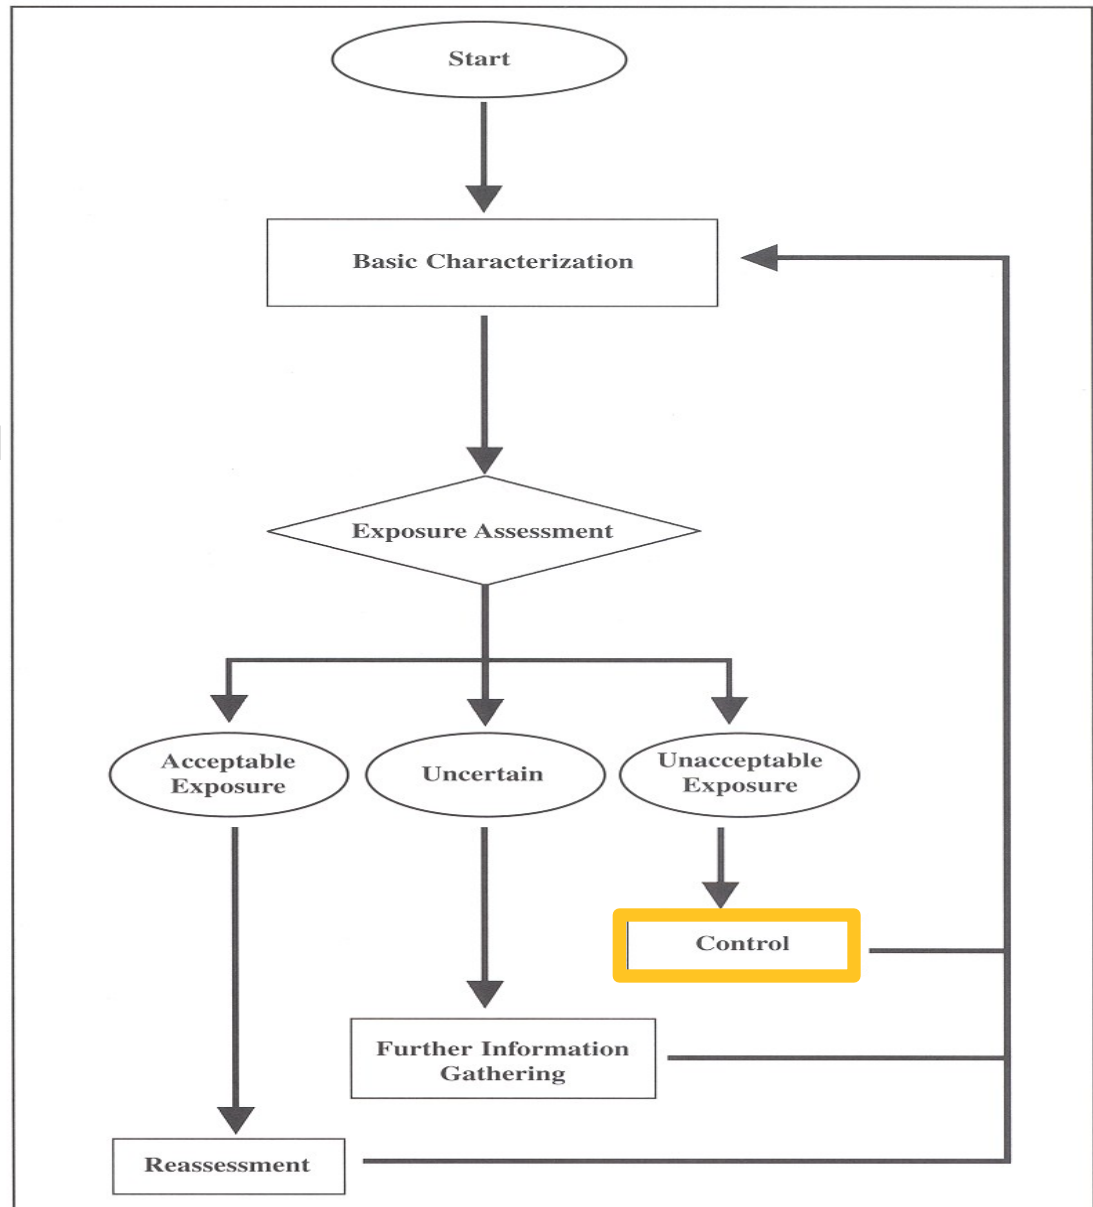 Start
Basic Characterization
Exposure Assessment
Acceptable
Exposure
Uncertain
Unacceptable
Exposure
Control
Further Information
Gathering
Reassessment